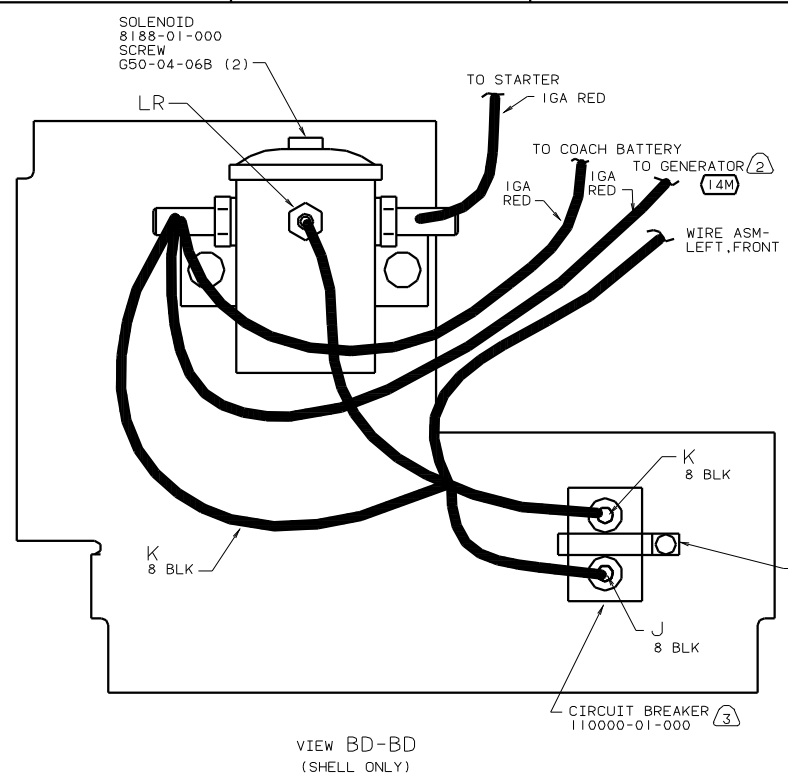 SOLENOID
8188-01-000
SCREW
G50-04-06B (2)
LR
TO STARTER
1GA RED
TO COACH BATTERY
TO GENERATOR 2
14M
1GA
RED
1GA
RED
WIRE ASM-
LEFT,FRONT
K
8 BLK
K
8 BLK
J
8 BLK
CIRCUIT BREAKER 3
110000-01-000
VIEW BD-BD
(SHELL ONLY)